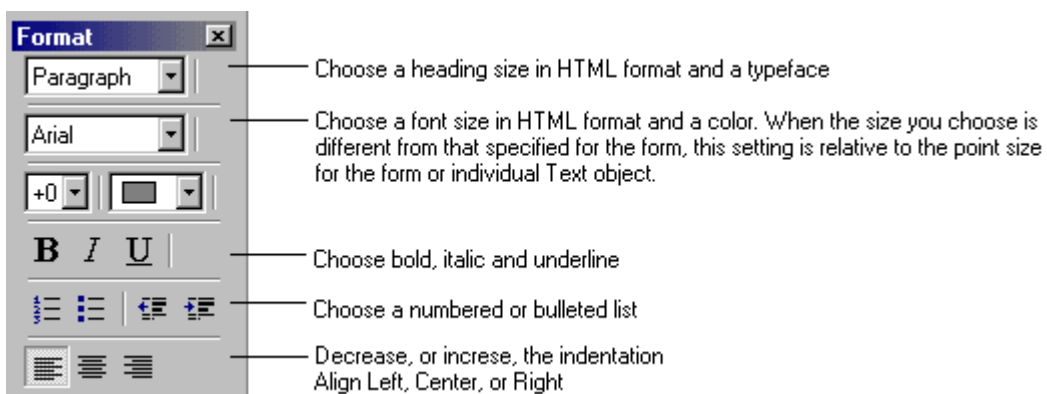 Format
Paragraph
Choose a heading size in HTML format and a typeface
Arial
Choose a font size in HTML format and a color. When the size you choose is
different from that specified for the form, this setting is relative to the point size
for the form or individual Text object.
+0
B I U
Choose bold, italic and underline
Choose a numbered or bulleted list
Decrease, or increse, the indentation
Align Left, Center, or Right